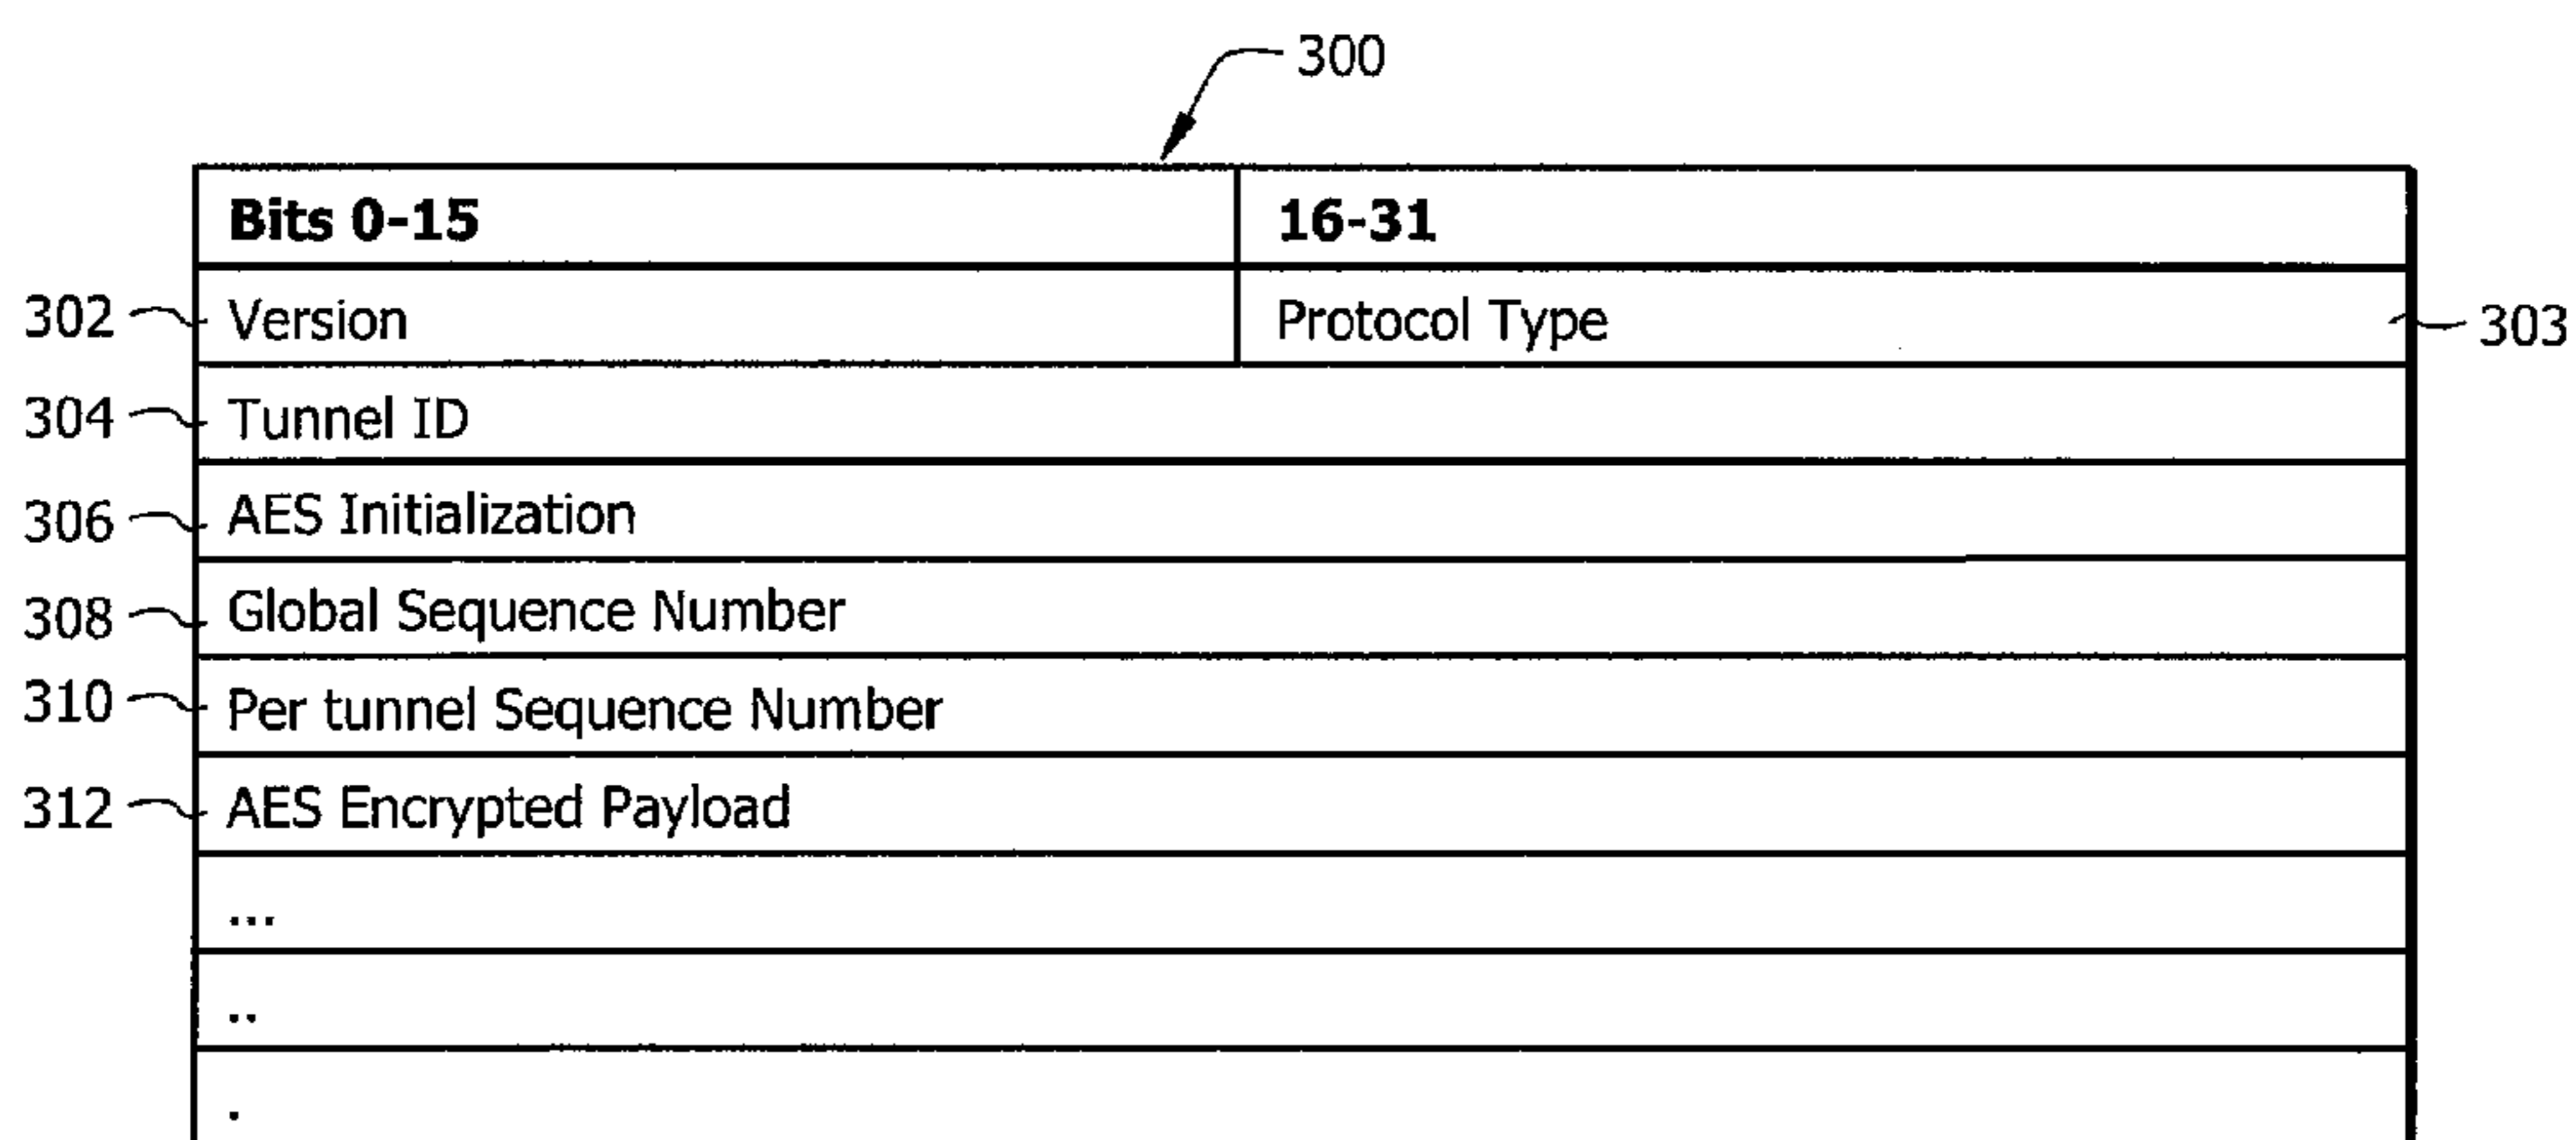 300
Bits 0-15 16-31
302 Version Protocol Type 303
304 Tunnel ID
306 AES Initialization
308 Global Sequence Number
310 Per tunnel Sequence Number
312 AES Encrypted Payload
...
..
.